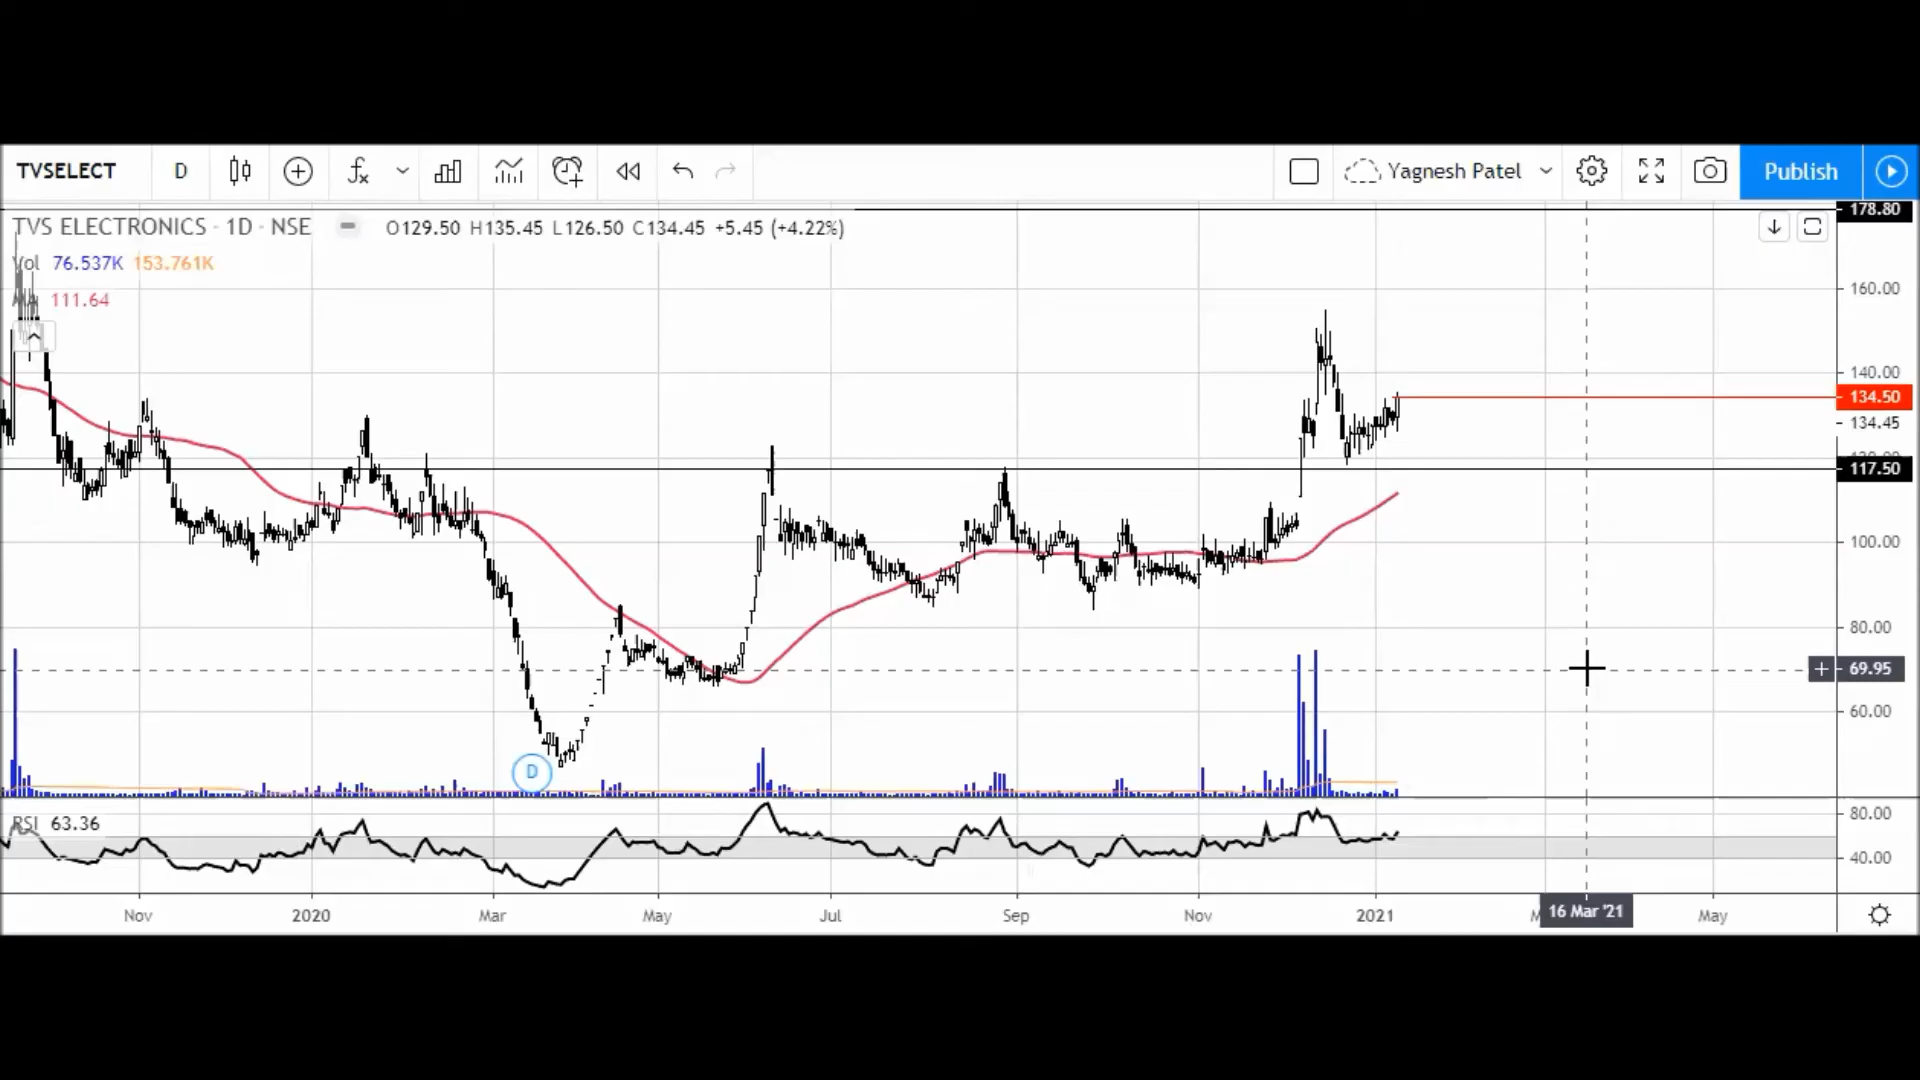 TVSELECT D Yagnesh Patel Publish
TVS ELECTRONICS · 1D · NSE O129.50 H135.45 L126.50 C134.45 +5.45 (+4.22%)
178.80
Vol 76.537K 153.761K
160.00
111.64
140.00
134.50
134.45
117.50
100.00
80.00
+ 69.95
60.00
D
RSI 63.36
80.00
40.00
Nov 2020 Mar May Jul Sep Nov 2021 16 Mar '21 May